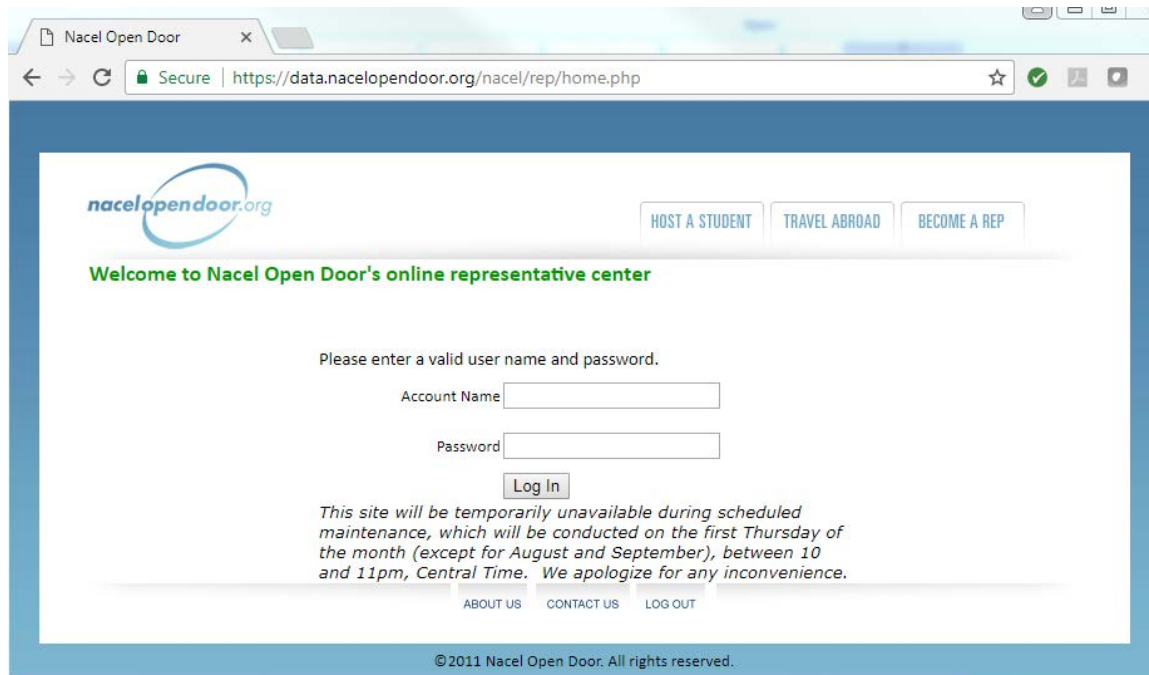 Nacel Open Door
Secure | https://data.nacelopendoor.org/nacel/rep/home.php
nacelopendoor.org
HOST A STUDENT TRAVEL ABROAD BECOME A REP
Welcome to Nacel Open Door's online representative center
Please enter a valid user name and password.
Account Name
Password
Log In
This site will be temporarily unavailable during scheduled
maintenance, which will be conducted on the first Thursday of
the month (except for August and September), between 10
and 11pm, Central Time.  We apologize for any inconvenience.
ABOUT US CONTACT US LOG OUT
©2011 Nacel Open Door. All rights reserved.